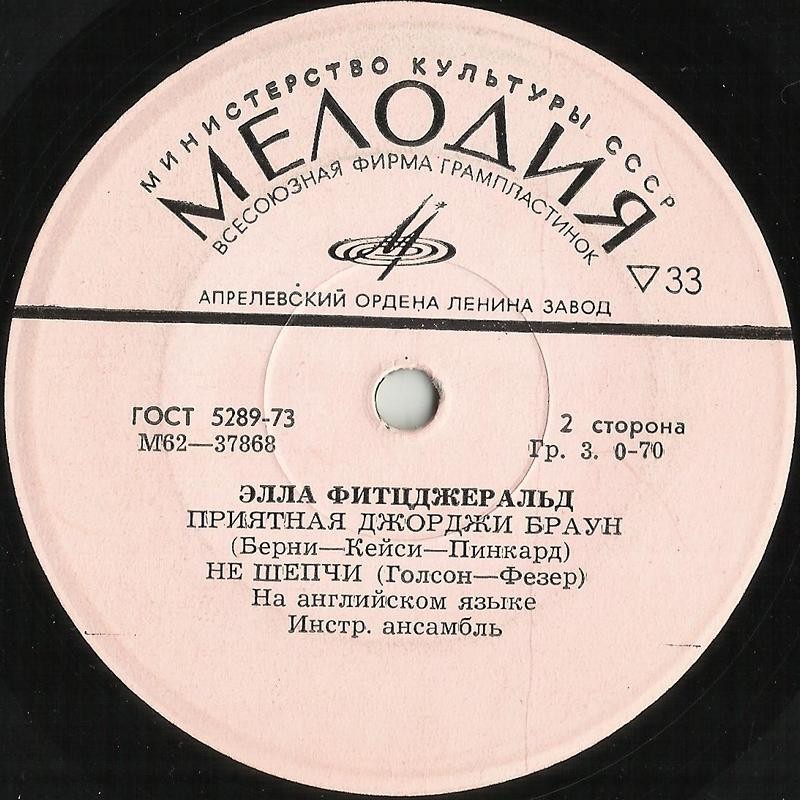 МИНИСТЕРСТВО КУЛЬТУРЫ СССР
МЕЛОДИЯ
ВСЕСОЮЗНАЯ ФИРМА ГРАМПЛАСТИНОК
▽33
АПРЕЛЕВСКИЙ ОРДЕНА ЛЕНИНА ЗАВОД
ГОСТ 5289-73
М62—37868
2 сторона
Гр. 3. 0-70
ЭЛЛА ФИТЦДЖЕРАЛЬД
ПРИЯТНАЯ ДЖОРДЖИ БРАУН
(Берни—Кейси—Пинкард)
НЕ ШЕПЧИ (Голсон—Фезер)
На английском языке
Инстр. ансамбль